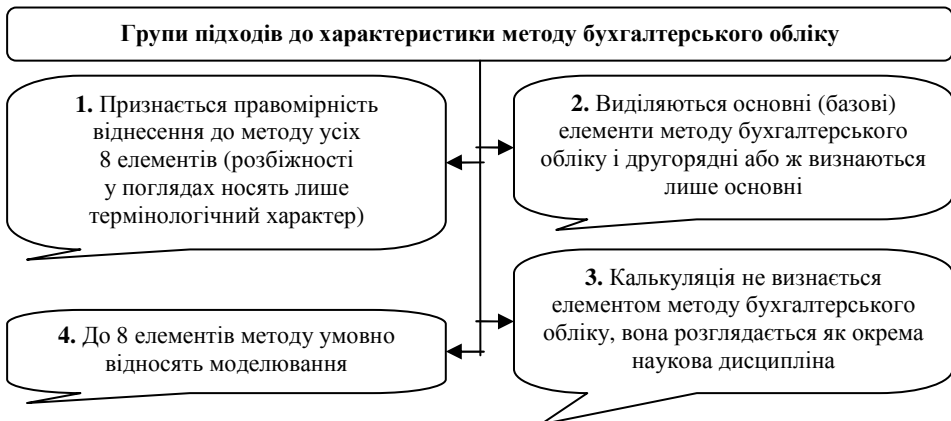 Групи підходів до характеристики методу бухгалтерського обліку
1. Признається правомірність
віднесення до методу усіх
8 елементів (розбіжності
у поглядах носять лише
термінологічний характер)
2. Виділяються основні (базові)
елементи методу бухгалтерського
обліку і другорядні або ж визнаються
лише основні
3. Калькуляція не визнається
елементом методу бухгалтерського
обліку, вона розглядається як окрема
наукова дисципліна
4. До 8 елементів методу умовно
відносять моделювання